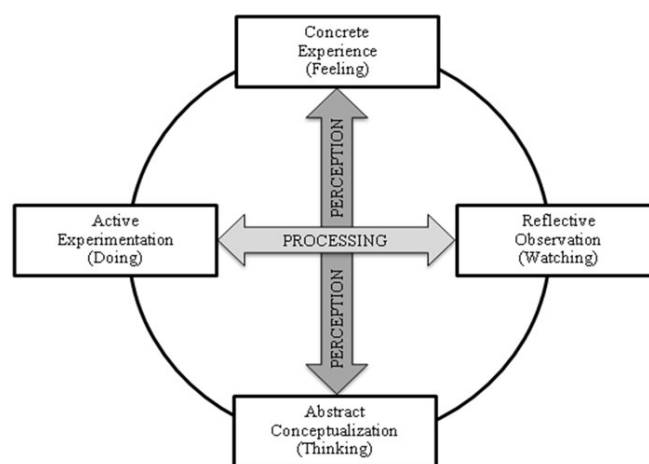 Concrete
Experience
(Feeling)
PERCEPTION
Active
Experimentation
(Doing)
PROCESSING
Reflective
Observation
(Watching)
PERCEPTION
Abstract
Conceptualization
(Thinking)